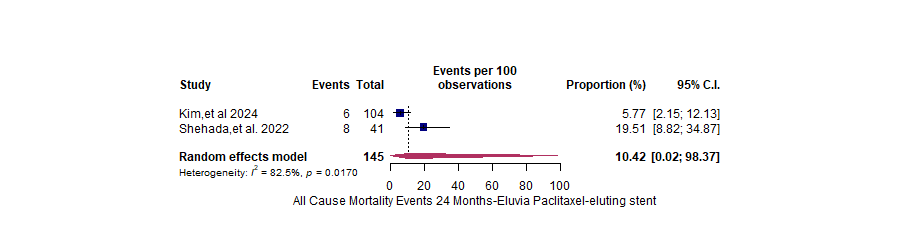 Events per 100
Study Events Total observations Proportion (%) 95% C.I.
Kim,et al 2024 6 104 5.77 [2.15; 12.13]
Shehada,et al. 2022 8 41 19.51 [8.82; 34.87]
Random effects model 145 10.42 [0.02; 98.37]
Heterogeneity: I² = 82.5%, p = 0.0170
0 20 40 60 80 100
All Cause Mortality Events 24 Months-Eluvia Paclitaxel-eluting stent